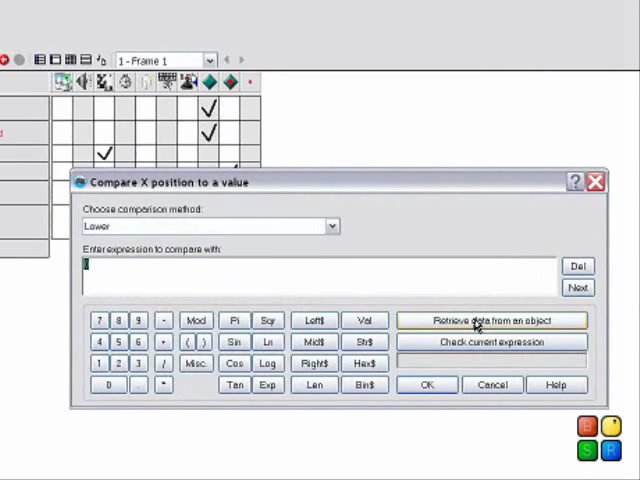 1 - Frame 1
Compare X position to a value
Choose comparison method:
Lower
Enter expression to compare with:
0
Del
Next
7 8 9 - Mod Pi Sqr Left$ Val Retrieve data from an object
4 5 6 + ( ) Sin Ln Mid$ Str$ Check current expression
1 2 3 / Misc. Cos Log Right$ Hex$
0 . * Tan Exp Len Bin$ OK Cancel Help
B
S R